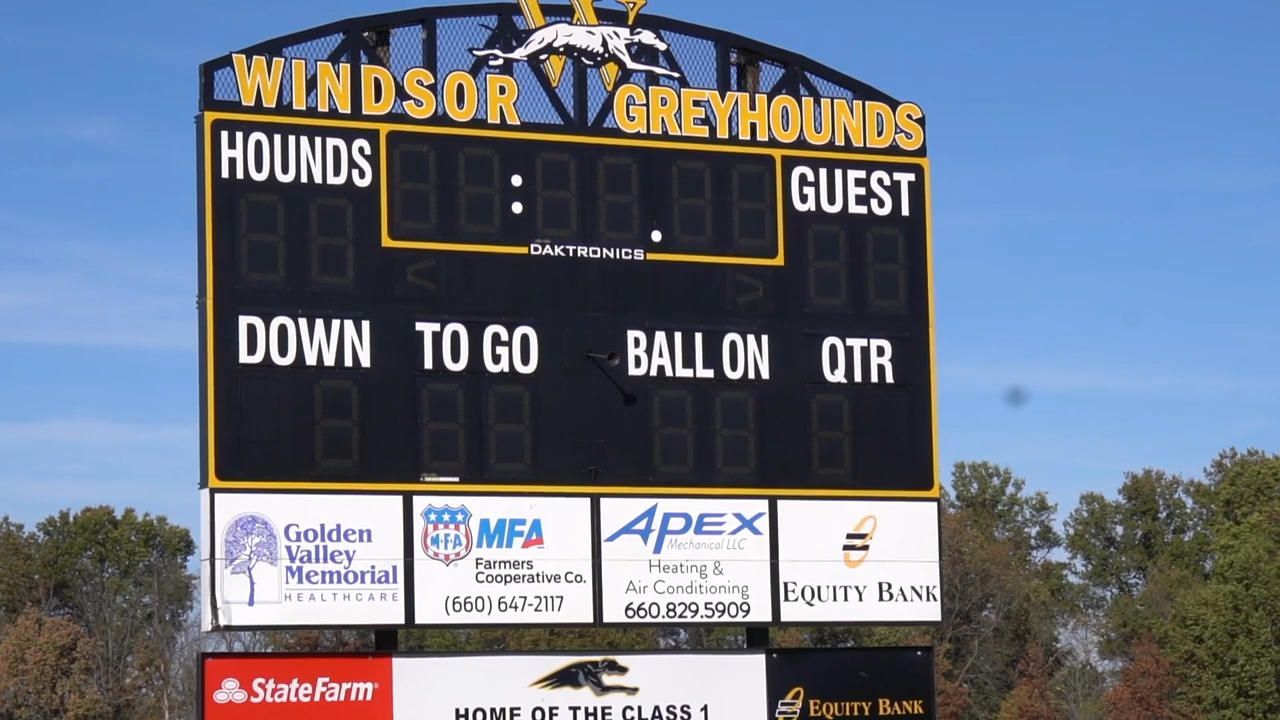 W
WINDSOR GREYHOUNDS
HOUNDS
GUEST
DAKTRONICS
DOWN TO GO BALL ON QTR
Golden
Valley
Memorial
HEALTHCARE
MFA
MFA
Farmers
Cooperative Co.
(660) 647-2117
APEX
Mechanical LLC
Heating &
Air Conditioning
660.829.5909
EQUITY BANK
StateFarm®
HOME OF THE CLASS 1
EQUITY BANK